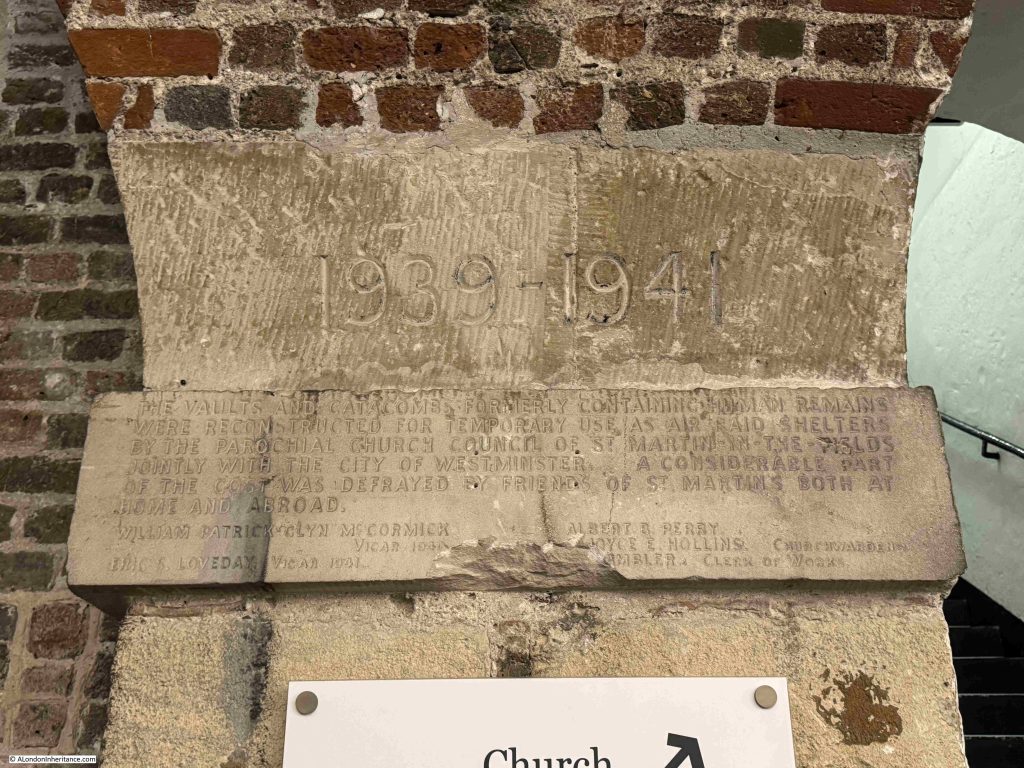 1939-1941
THE VAULTS AND CATACOMBS, FORMERLY CONTAINING HUMAN REMAINS
WERE RECONSTRUCTED FOR TEMPORARY USE AS AIR RAID SHELTERS
BY THE PAROCHIAL CHURCH COUNCIL OF ST MARTIN-IN-THE-FIELDS
JOINTLY WITH THE CITY OF WESTMINSTER. A CONSIDERABLE PART
OF THE COST WAS DEFRAYED BY FRIENDS OF ST. MARTINS BOTH AT
HOME AND ABROAD.
WILLIAM PATRICK GLYN McCORMICK
VICAR
ERIC S. LOVEDAY. VICAR 1941.
ALBERT D. PERRY.
JOYCE E. HOLLINS. CHURCHWARDENS
CLERK OF WORKS
Church
© ALondonInheritance.com